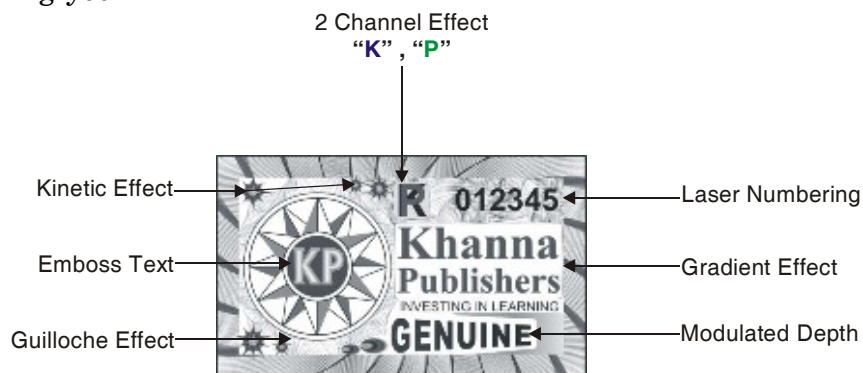 2 Channel Effect
“K” , “P”
Kinetic Effect
Emboss Text
Guilloche Effect
KP
012345
Khanna
Publishers
INVESTING IN LEARNING
GENUINE
Laser Numbering
Gradient Effect
Modulated Depth